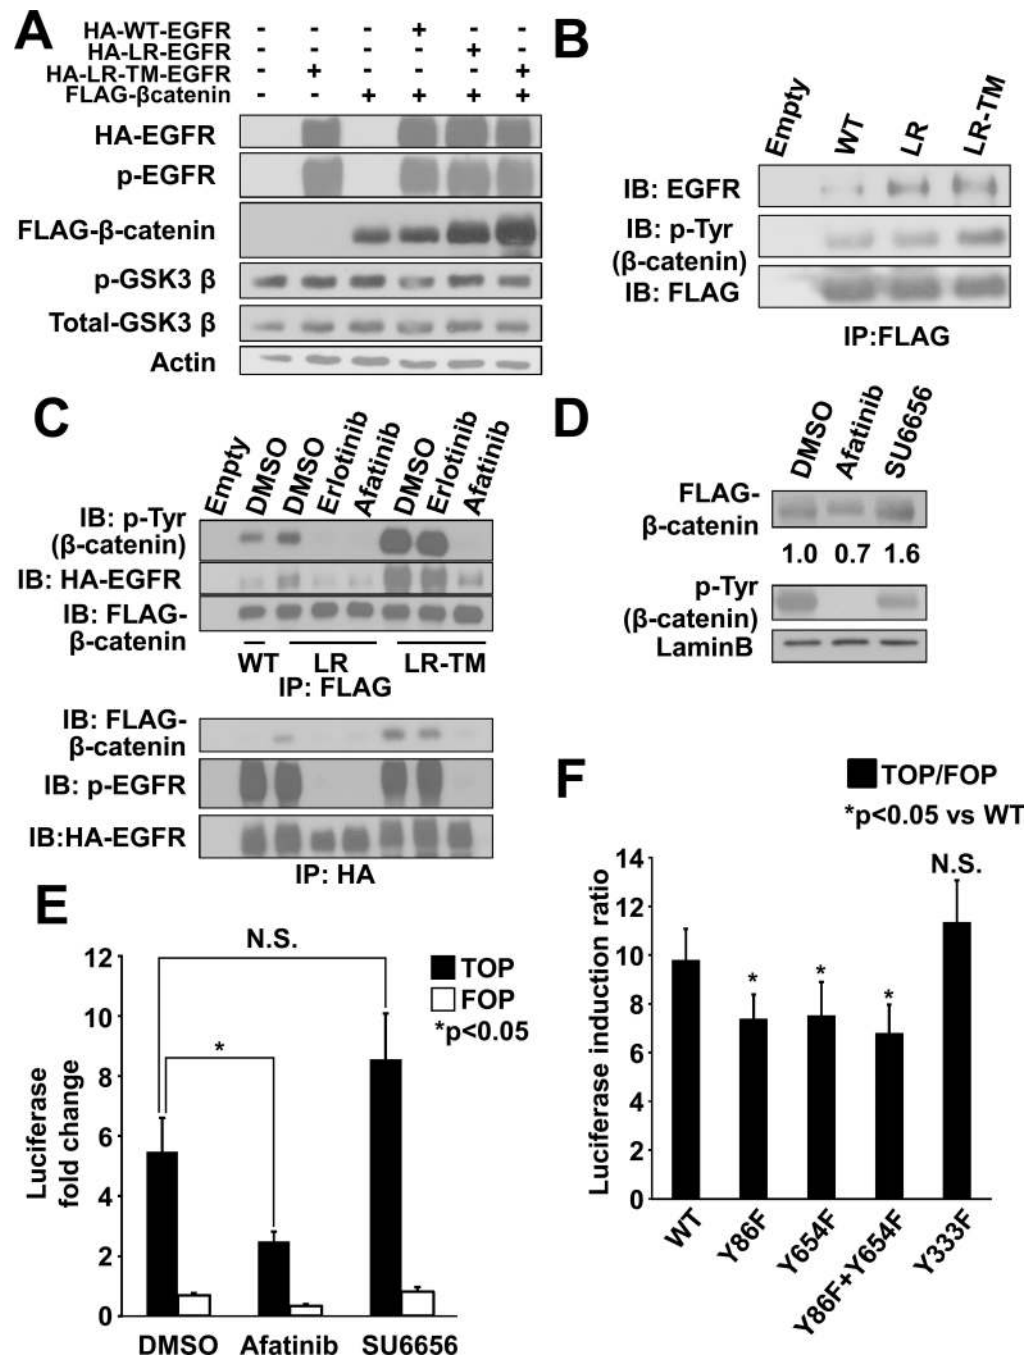 A
HA-WT-EGFR - - - + - -
HA-LR-EGFR - - - - + -
HA-LR-TM-EGFR - + - - - +
FLAG-βcatenin - - + + + +
HA-EGFR
p-EGFR
FLAG-β-catenin
p-GSK3 β
Total-GSK3 β
Actin
B
Empty WT LR LR-TM
IB: EGFR
IB: p-Tyr
(β-catenin)
IB: FLAG
IP:FLAG
C
Empty DMSO DMSO Erlotinib Afatinib DMSO Erlotinib Afatinib
IB: p-Tyr
(β-catenin)
IB: HA-EGFR
IB: FLAG-
β-catenin
WT LR LR-TM
IP: FLAG
IB: FLAG-
β-catenin
IB: p-EGFR
IB:HA-EGFR
IP: HA
D
DMSO Afatinib SU6656
FLAG-
β-catenin
1.0 0.7 1.6
p-Tyr
(β-catenin)
LaminB
E
N.S.
*
TOP
FOP
*p<0.05
Luciferase
fold change
12
10
8
6
4
2
0
DMSO Afatinib SU6656
F
TOP/FOP
*p<0.05 vs WT
N.S.
* * *
Luciferase induction ratio
14
12
10
8
6
4
2
0
WT Y86F Y654F Y86F+Y654F Y333F